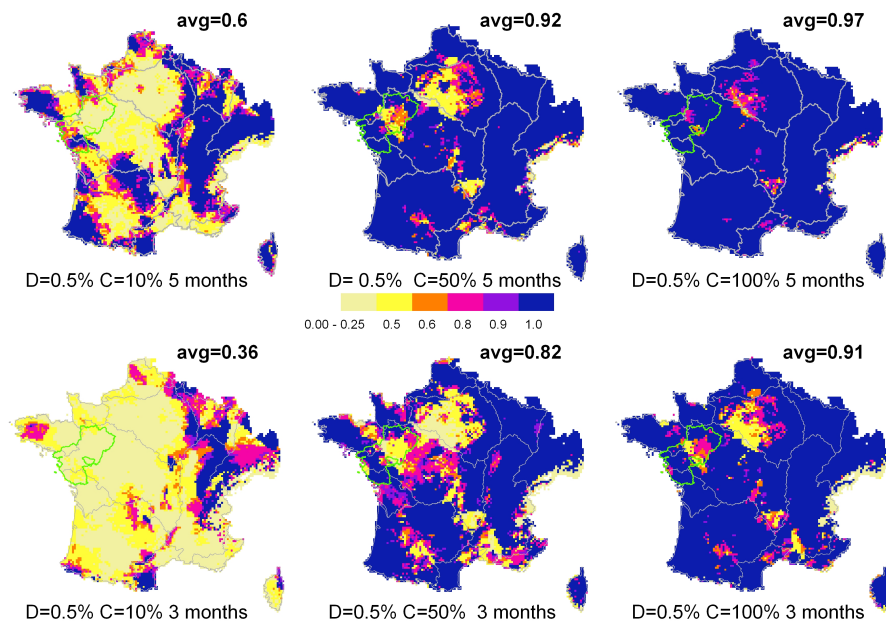 avg=0.6
avg=0.92
avg=0.97
D=0.5% C=10% 5 months
D= 0.5%  C=50% 5 months
D=0.5% C=100% 5 months
0.00 - 0.25 0.5 0.6 0.8 0.9 1.0
avg=0.36
avg=0.82
avg=0.91
D=0.5% C=10% 3 months
D=0.5% C=50%  3 months
D=0.5% C=100% 3 months